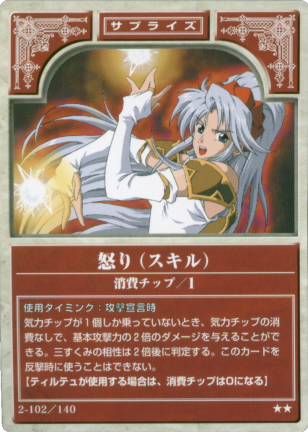 サプライズ
怒り(スキル)
消費チップ/1
使用タイミンク:攻撃宣言時
気力チップが1個しか乗っていないとき、気力チップの消
費なしで、基本攻撃力の2倍のダメージを与えることがで
きる。三すくみの相性は2倍後に判定する。このカードを
反撃時に使うことはできない。
【ティルテュが使用する場合は、消費チップは0になる】
2-102/140
★★